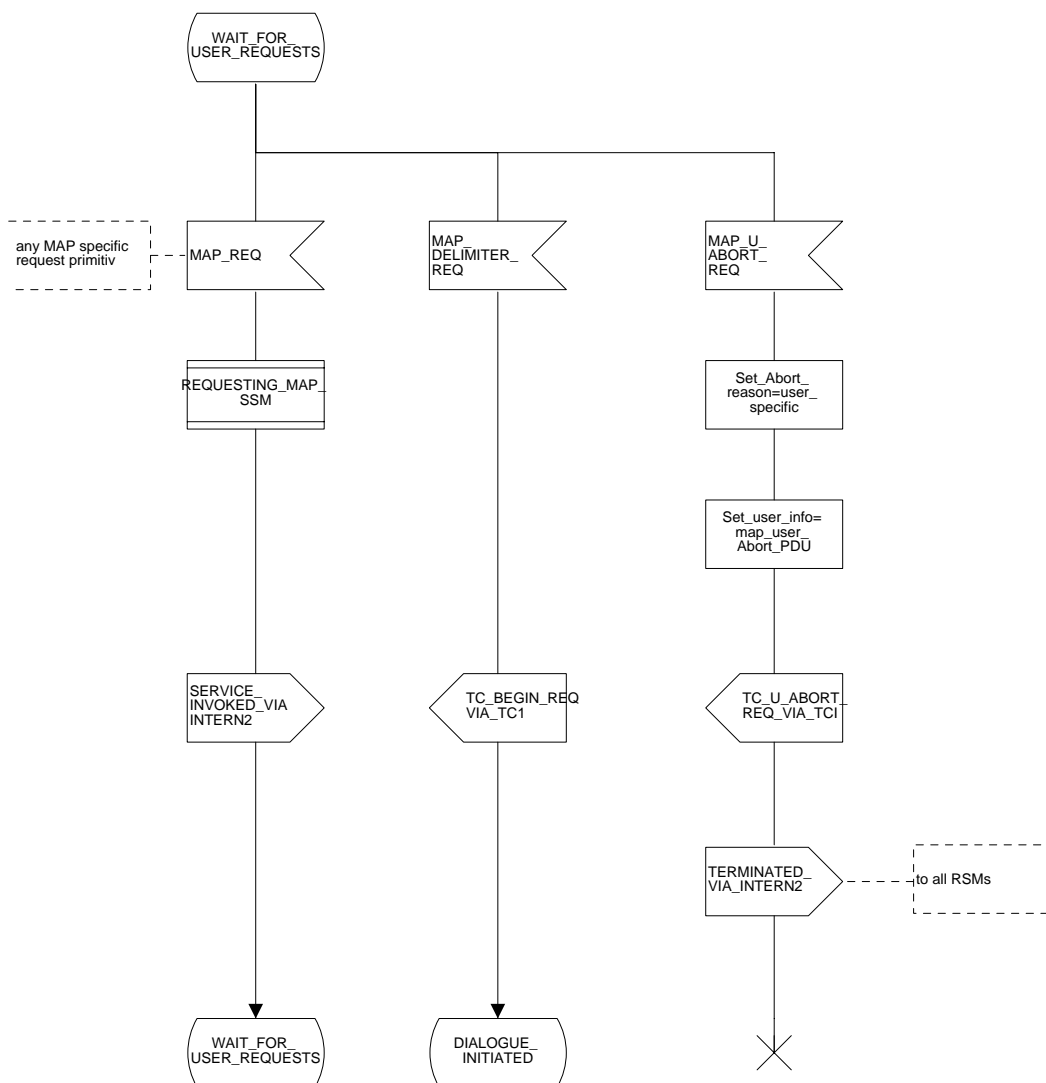 WAIT_FOR_
USER_REQUESTS
any MAP specific
request primitiv
MAP_REQ
MAP_
DELIMITER_
REQ
MAP_U_
ABORT_
REQ
REQUESTING_MAP_
SSM
Set_Abort_
reason=user_
specific
Set_user_info=
map_user_
Abort_PDU
SERVICE_
INVOKED_VIA
INTERN2
TC_BEGIN_REQ
VIA_TC1
TC_U_ABORT_
REQ_VIA_TCI
TERMINATED_
VIA_INTERN2
to all RSMs
WAIT_FOR_
USER_REQUESTS
DIALOGUE_
INITIATED